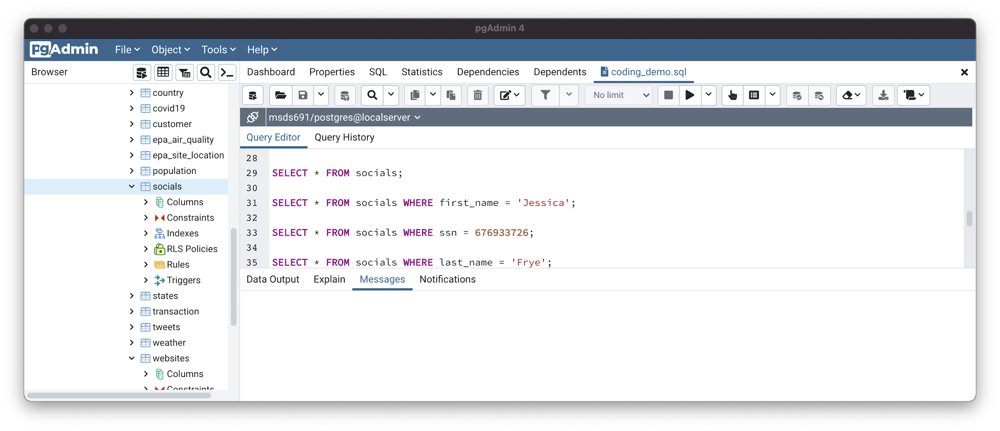 pgAdmin 4
pgAdmin File Object Tools Help
Browser
Dashboard Properties SQL Statistics Dependencies Dependents coding_demo.sql
No limit
msds691/postgres@localserver
Query Editor Query History
country
covid19
customer
epa_air_quality
epa_site_location
population
socials
Columns
Constraints
Indexes
RLS Policies
Rules
Triggers
states
transaction
tweets
weather
websites
Columns
Constraints
28
29 SELECT * FROM socials;
30
31 SELECT * FROM socials WHERE first_name = 'Jessica';
32
33 SELECT * FROM socials WHERE ssn = 676933726;
34
35 SELECT * FROM socials WHERE last_name = 'Frye';
Data Output Explain Messages Notifications